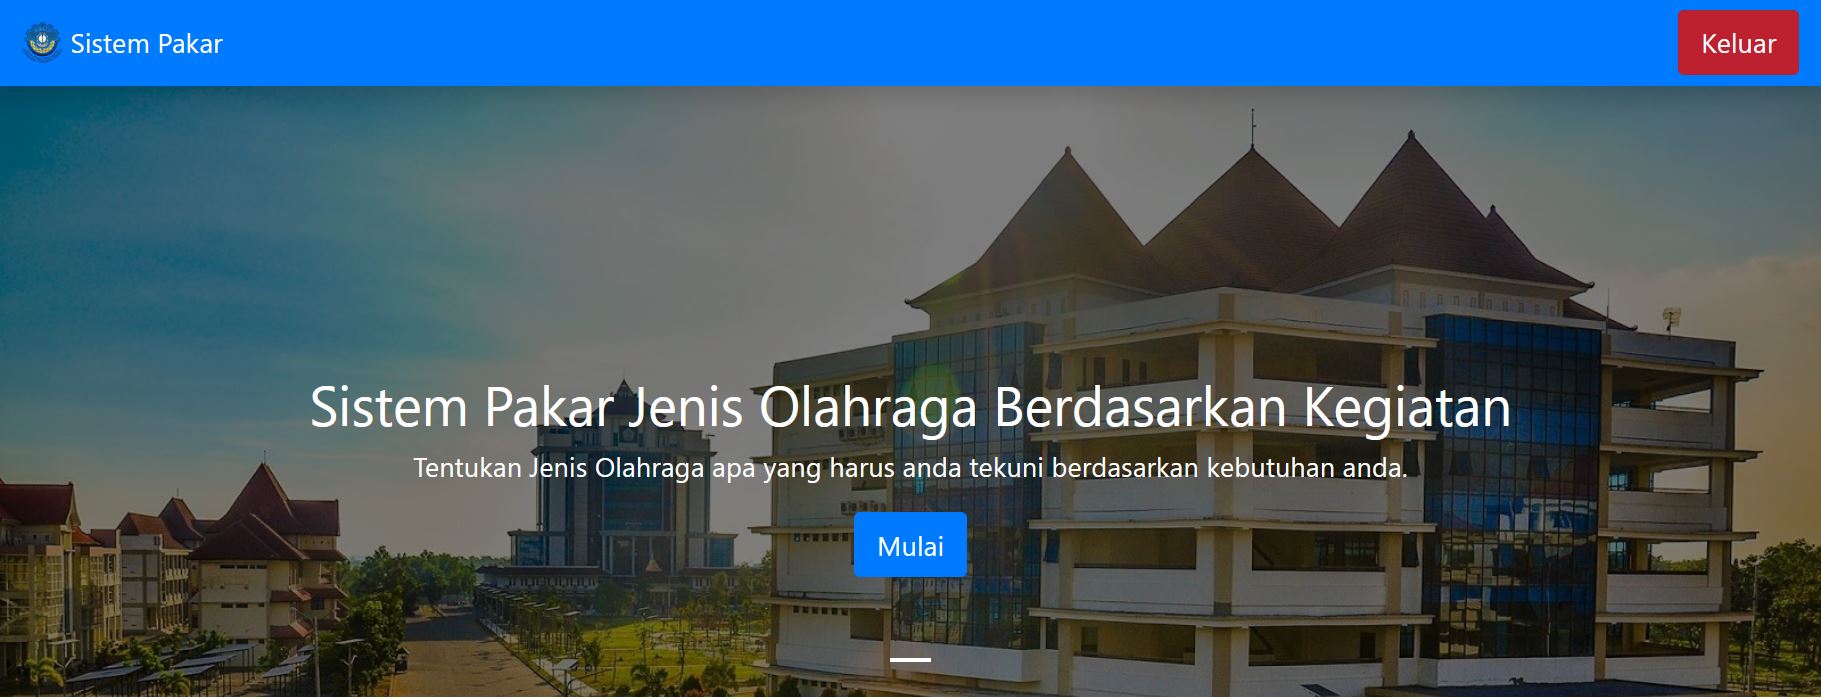 Sistem Pakar
Keluar
Sistem Pakar Jenis Olahraga Berdasarkan Kegiatan
Tentukan Jenis Olahraga apa yang harus anda tekuni berdasarkan kebutuhan anda.
Mulai